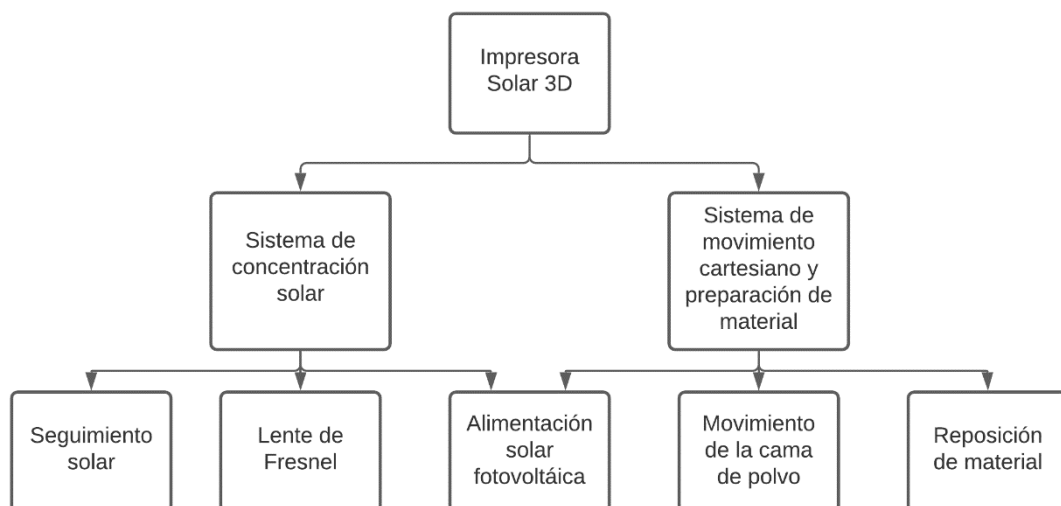 Impresora
Solar 3D
Sistema de
concentración
solar
Sistema de
movimiento
cartesiano y
preparación de
material
Seguimiento
solar
Lente de
Fresnel
Alimentación
solar
fotovoltáica
Movimiento
de la cama
de polvo
Reposición
de material